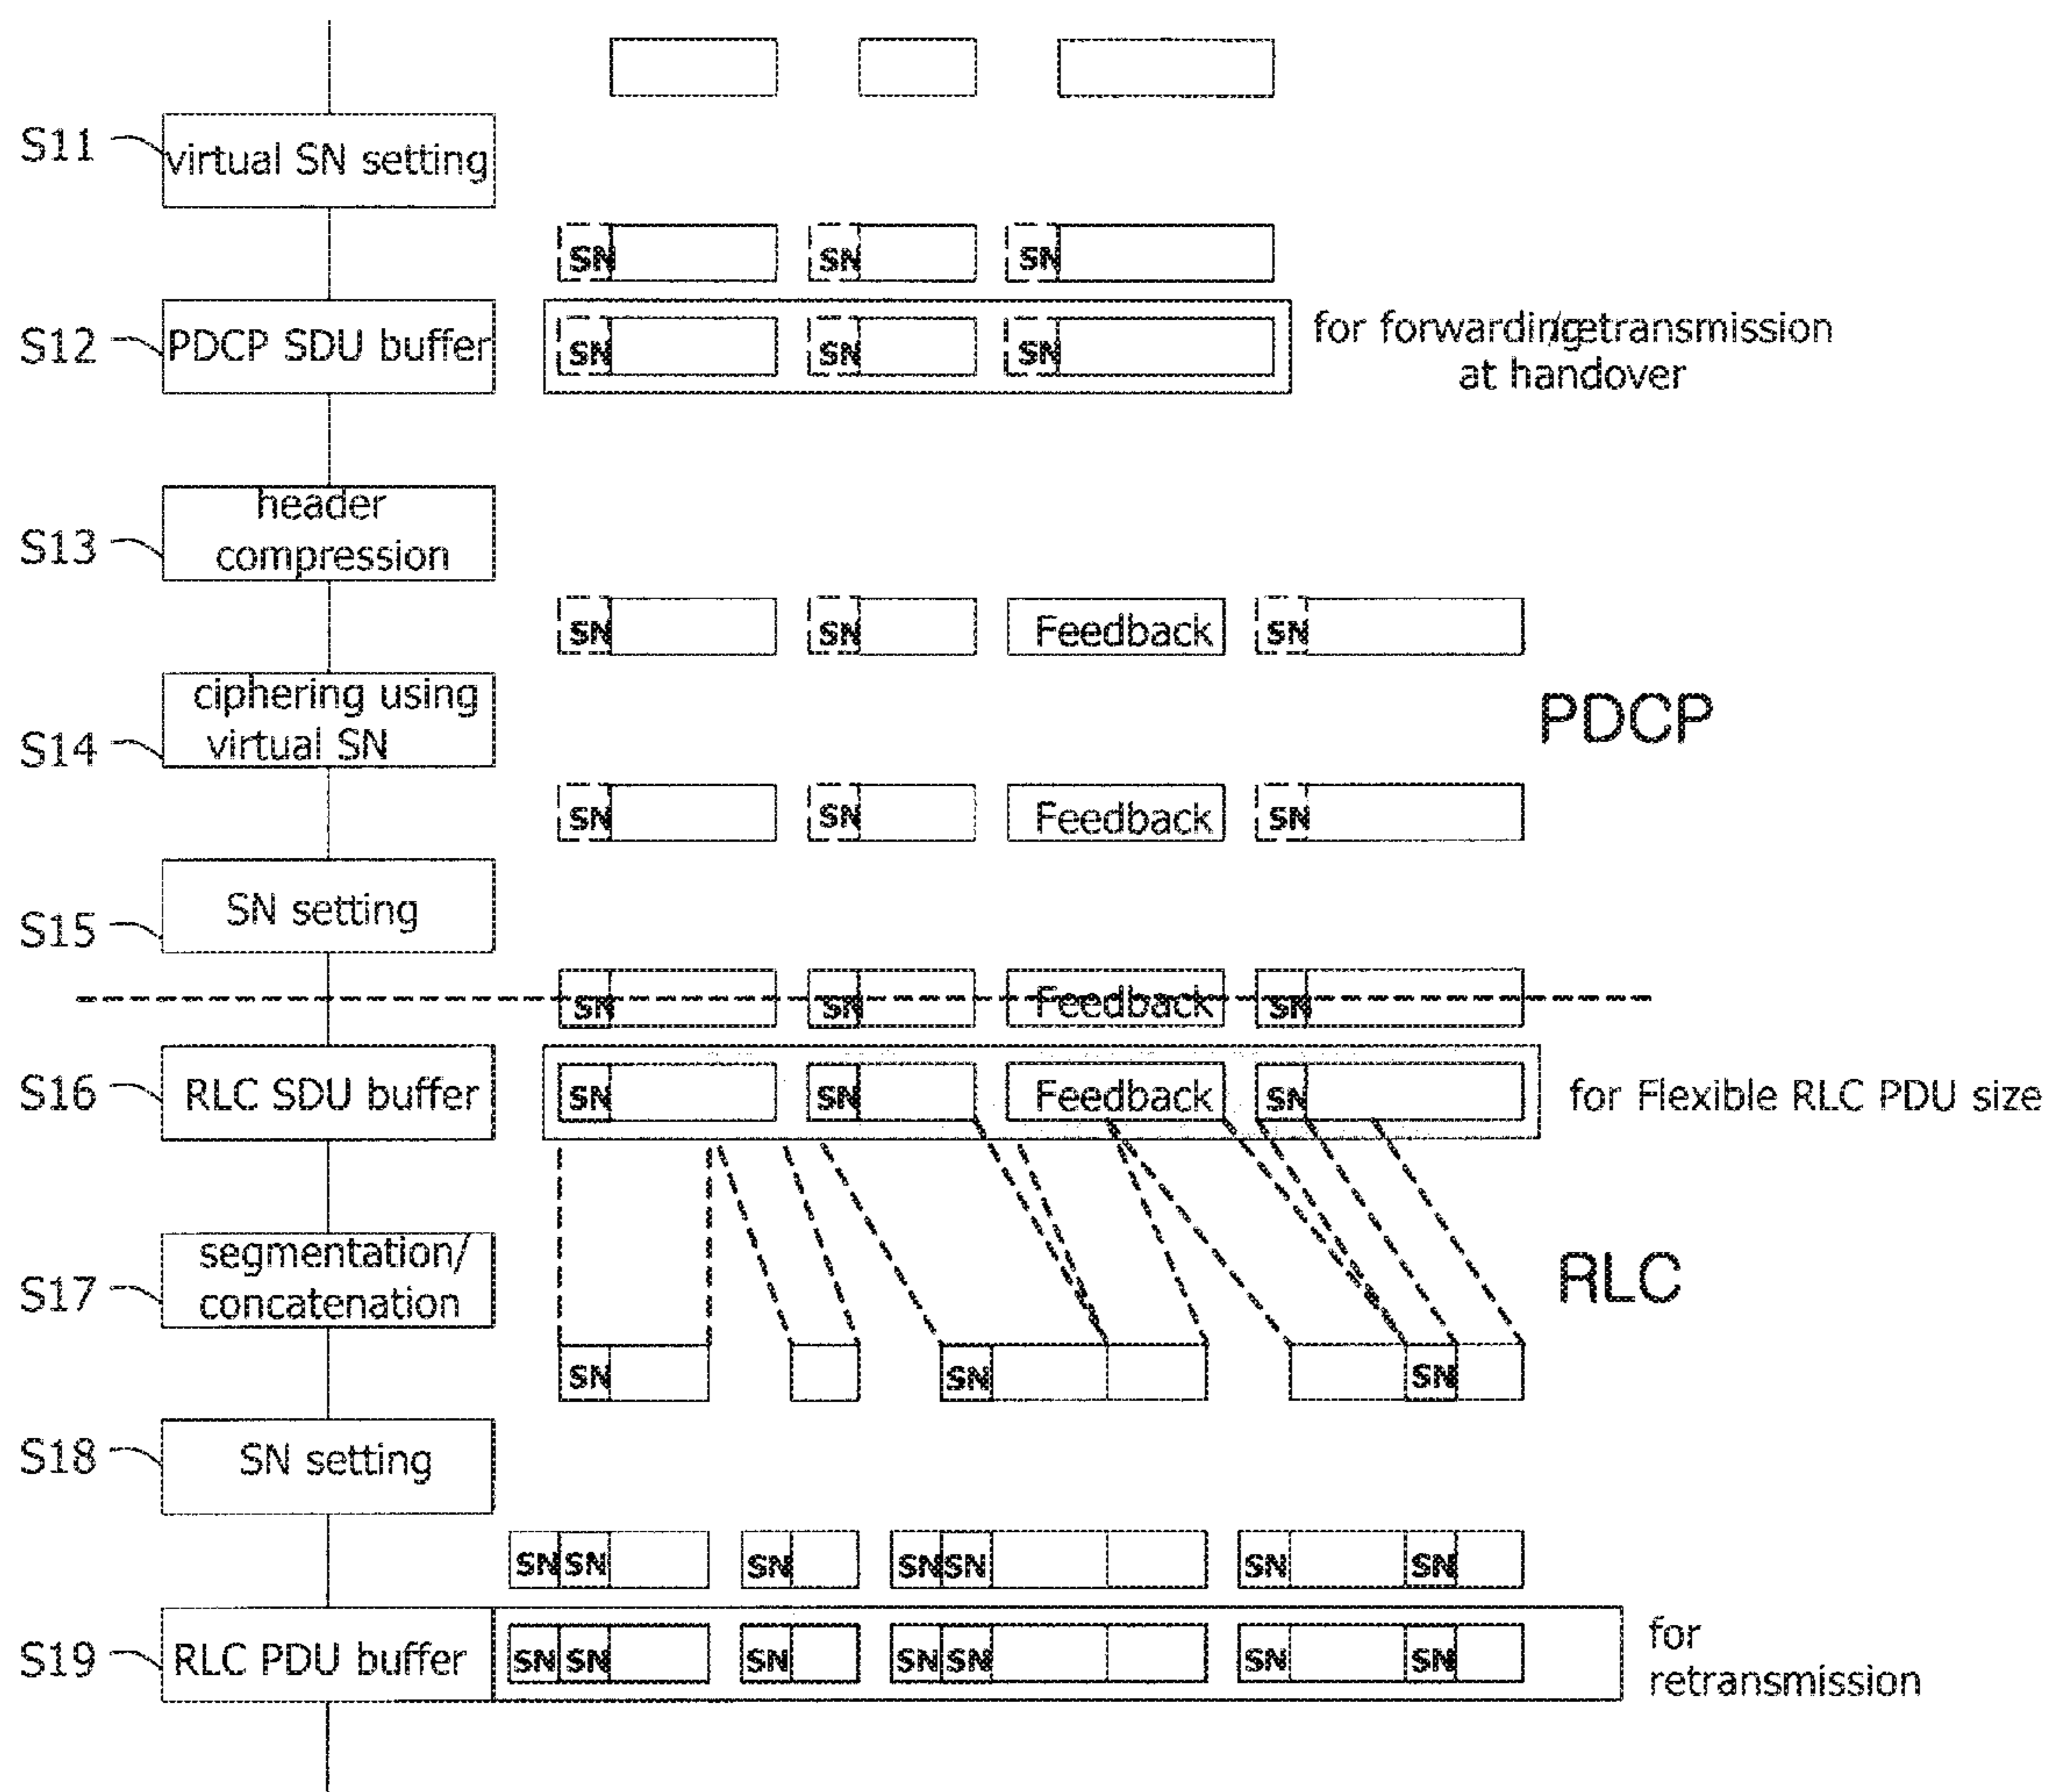 S11
virtual SN setting
SN SN SN
S12
PDCP SDU buffer
SN SN SN
for forwarding/retransmission
at handover
S13
header
compression
SN SN Feedback SN
S14
ciphering using
virtual SN
PDCP
SN SN Feedback SN
S15
SN setting
SN SN Feedback SN
S16
RLC SDU buffer
SN SN Feedback SN
for Flexible RLC PDU size
S17
segmentation/
concatenation
RLC
SN SN SN
S18
SN setting
SN SN SN SN SN SN SN
S19
RLC PDU buffer
SN SN SN SN SN SN SN
for
retransmission